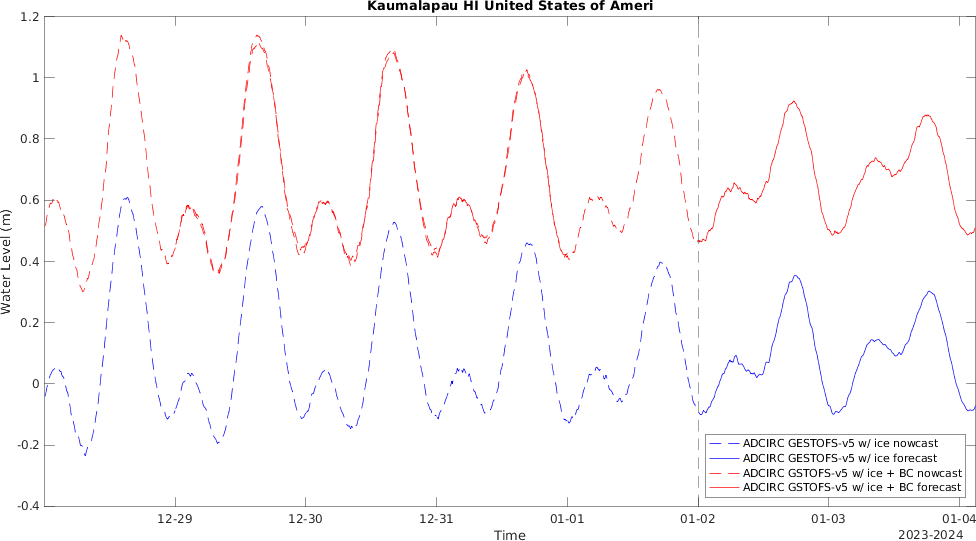 Kaumalapau HI United States of Ameri
1.2
1
0.8
0.6
0.4
0.2
0
-0.2
-0.4
Water Level (m)
12-29
12-30
12-31
01-01
01-02
01-03
01-04
Time
2023-2024
ADCIRC GESTOFS-v5 w/ ice nowcast
ADCIRC GESTOFS-v5 w/ ice forecast
ADCIRC GSTOFS-v5 w/ ice + BC nowcast
ADCIRC GSTOFS-v5 w/ ice + BC forecast